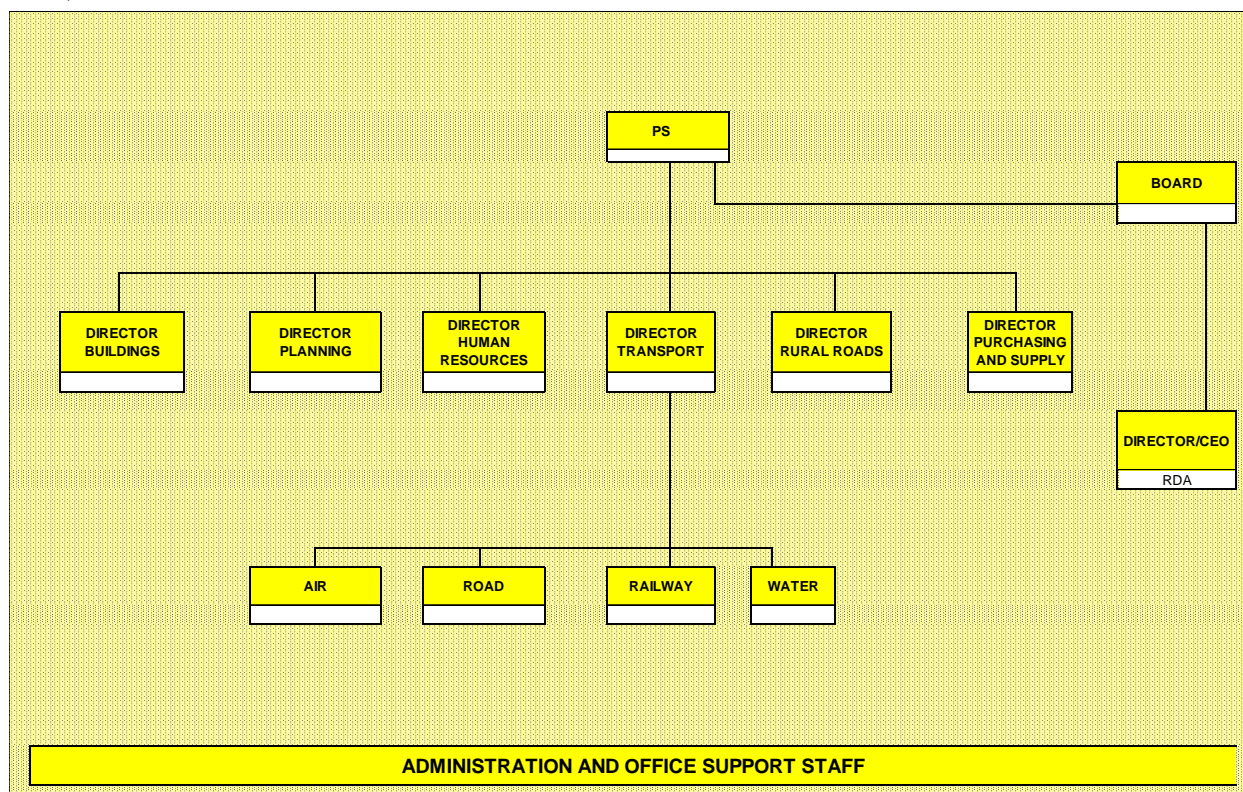 PS
BOARD
DIRECTOR
BUILDINGS
DIRECTOR
PLANNING
DIRECTOR
HUMAN
RESOURCES
DIRECTOR
TRANSPORT
DIRECTOR
RURAL ROADS
DIRECTOR
PURCHASING
AND SUPPLY
DIRECTOR/CEO
RDA
AIR
ROAD
RAILWAY
WATER
ADMINISTRATION AND OFFICE SUPPORT STAFF